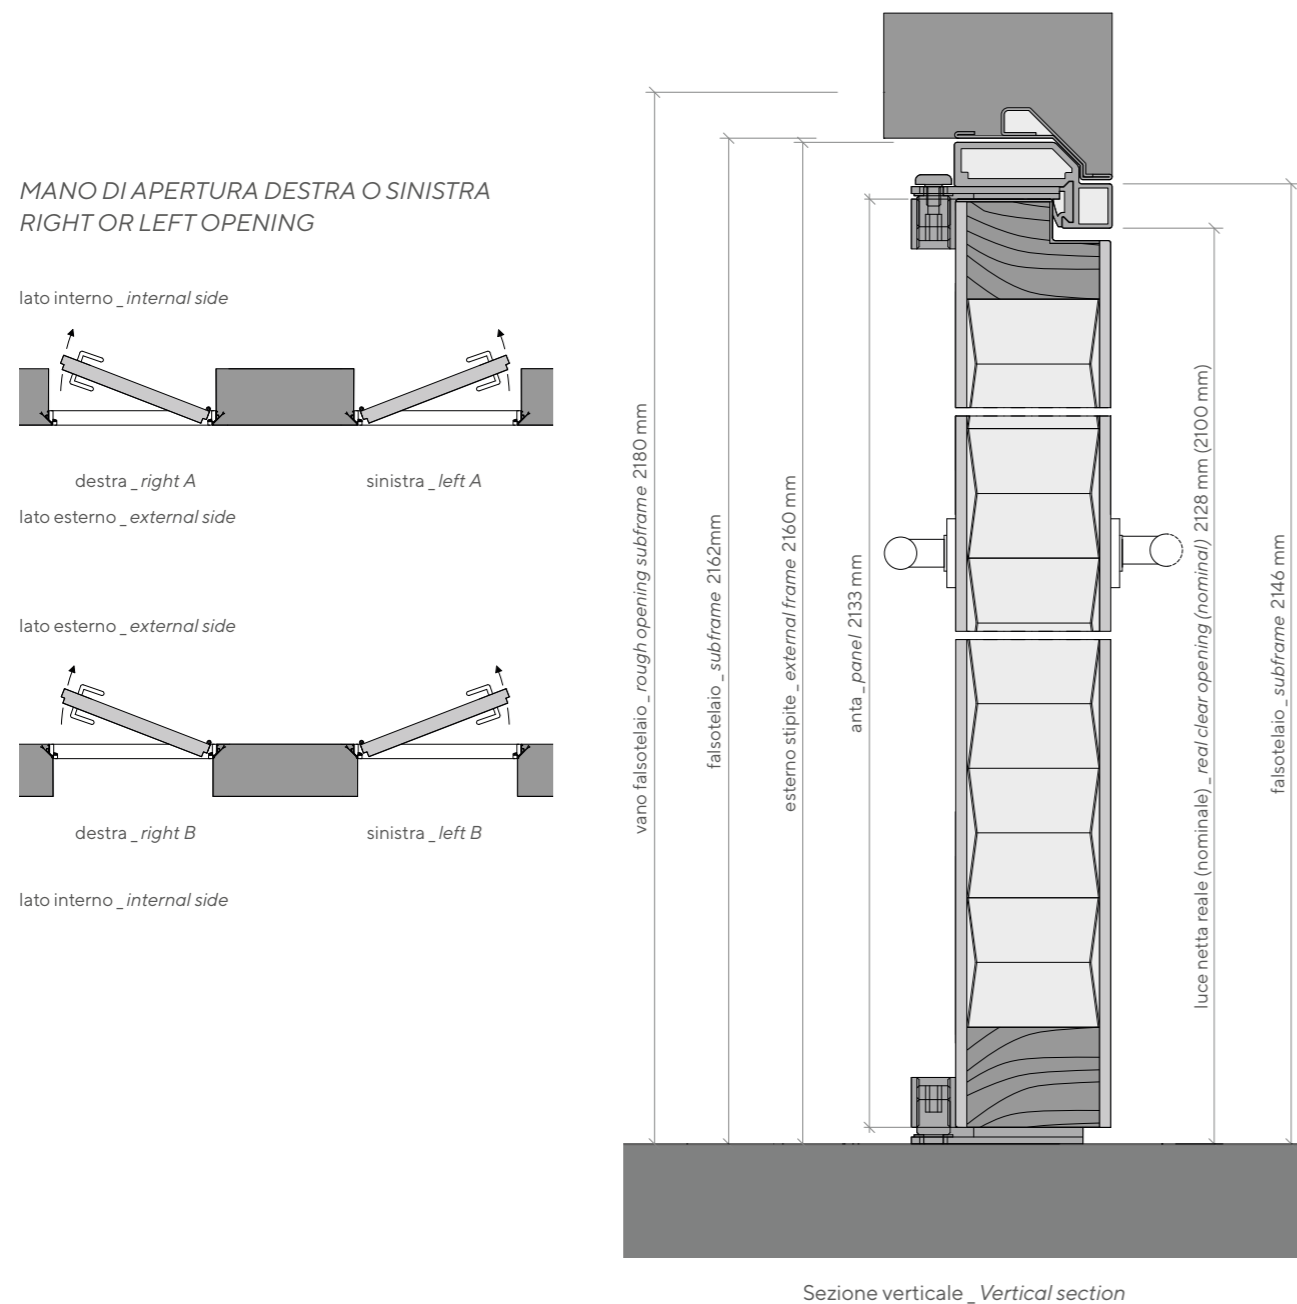 MANO DI APERTURA DESTRA O SINISTRA
RIGHT OR LEFT OPENING
lato interno _ internal side
destra _ right A
sinistra _ left A
lato esterno _ external side
lato esterno _ external side
destra _ right B
sinistra _ left B
lato interno _ internal side
vano falsotelaio _ rough opening subframe 2180 mm
falsotelaio _ subframe 2162mm
esterno stipite _ external frame 2160 mm
anta _ panel 2133 mm
luce netta reale (nominale) _ real clear opening (nominal) 2128 mm (2100 mm)
falsotelaio _ subframe 2146 mm
Sezione verticale _ Vertical section